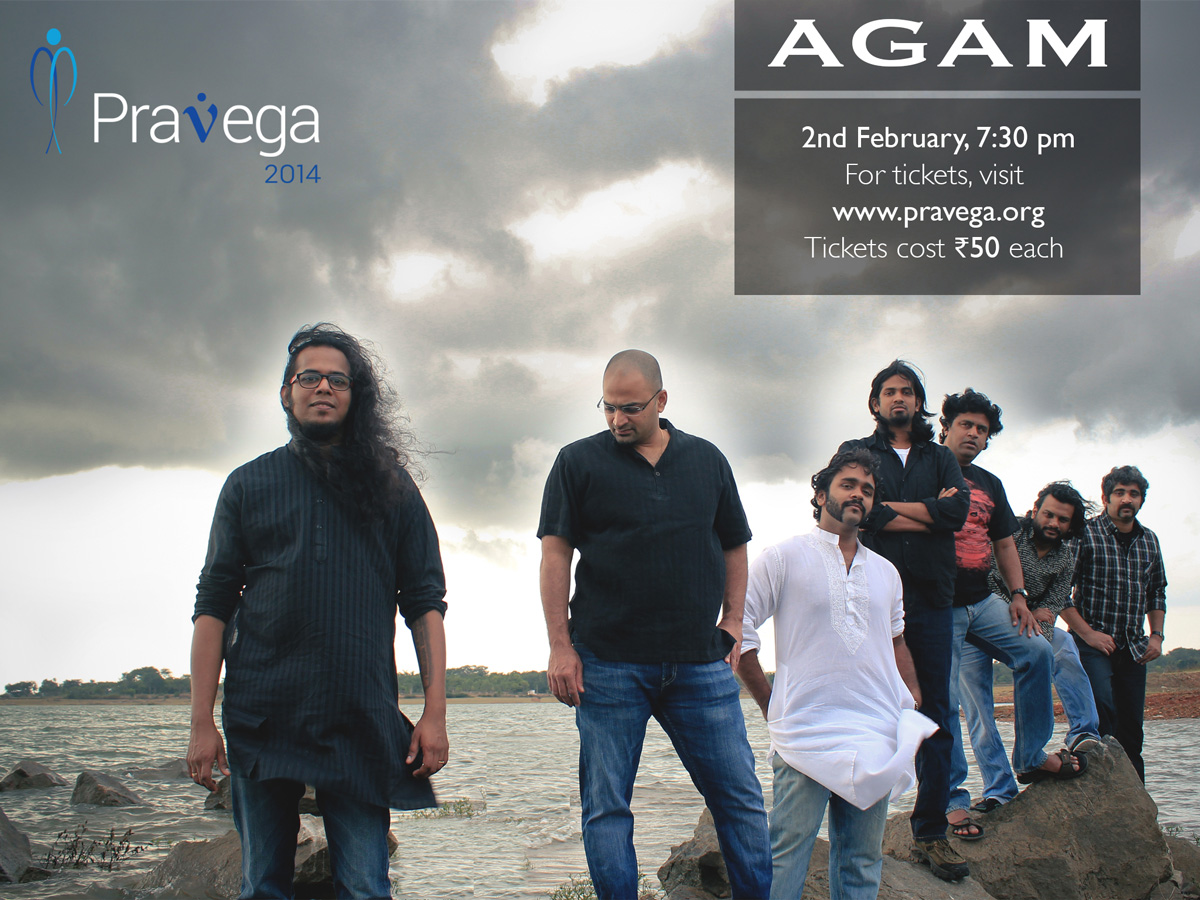 Pravega
2014
AGAM
2nd February, 7:30 pm
For tickets, visit
www.pravega.org
Tickets cost ₹50 each